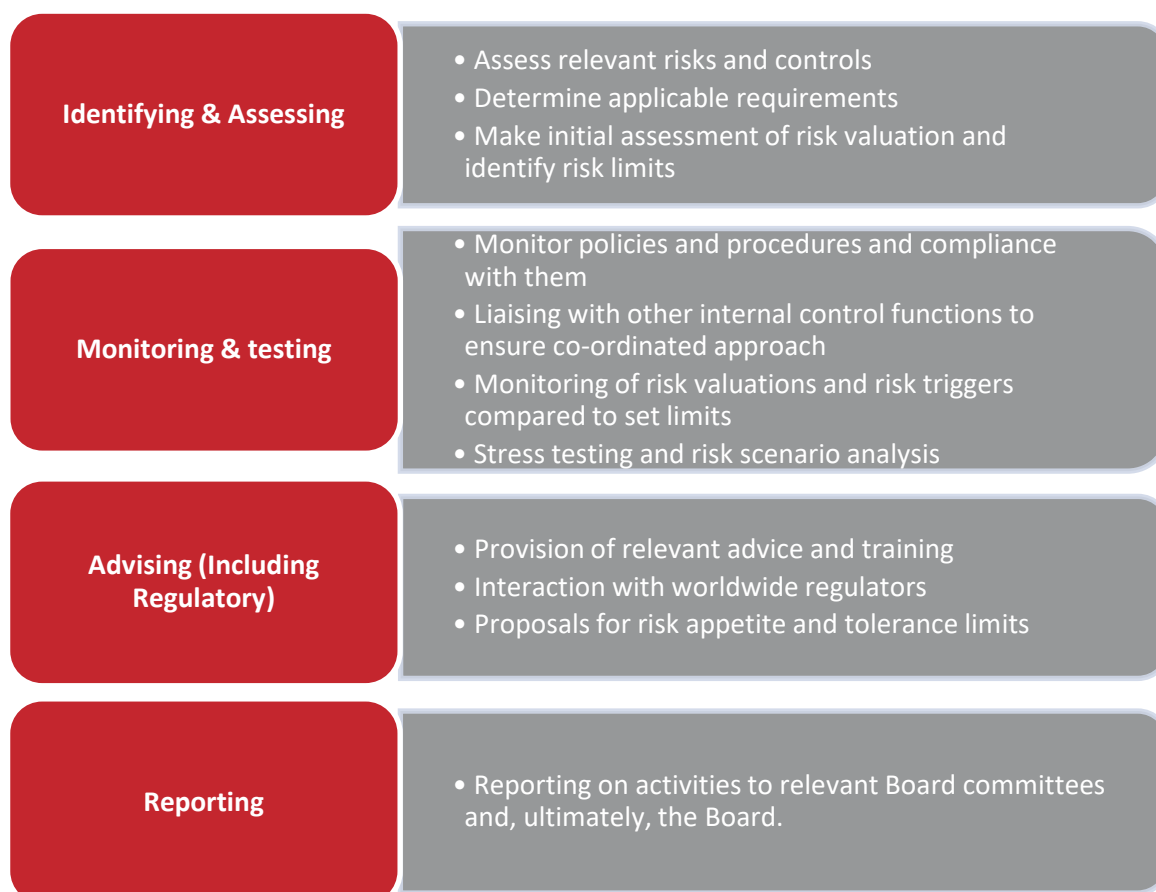 Identifying & Assessing
• Assess relevant risks and controls
• Determine applicable requirements
• Make initial assessment of risk valuation and
identify risk limits
Monitoring & testing
• Monitor policies and procedures and compliance
with them
• Liaising with other internal control functions to
ensure co-ordinated approach
• Monitoring of risk valuations and risk triggers
compared to set limits
• Stress testing and risk scenario analysis
Advising (Including
Regulatory)
• Provision of relevant advice and training
• Interaction with worldwide regulators
• Proposals for risk appetite and tolerance limits
Reporting
• Reporting on activities to relevant Board committees
and, ultimately, the Board.